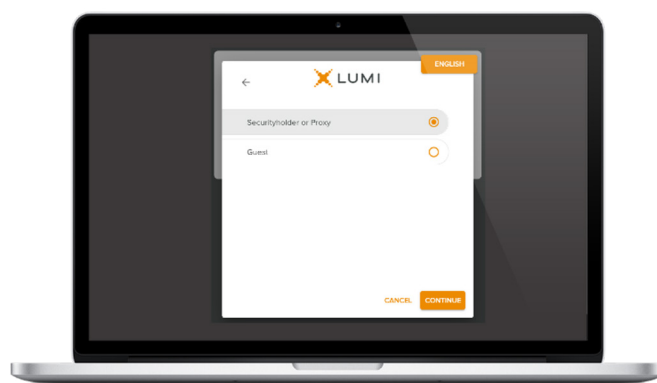 ENGLISH
LUMI
Securityholder or Proxy
Guest
CANCEL
CONTINUE